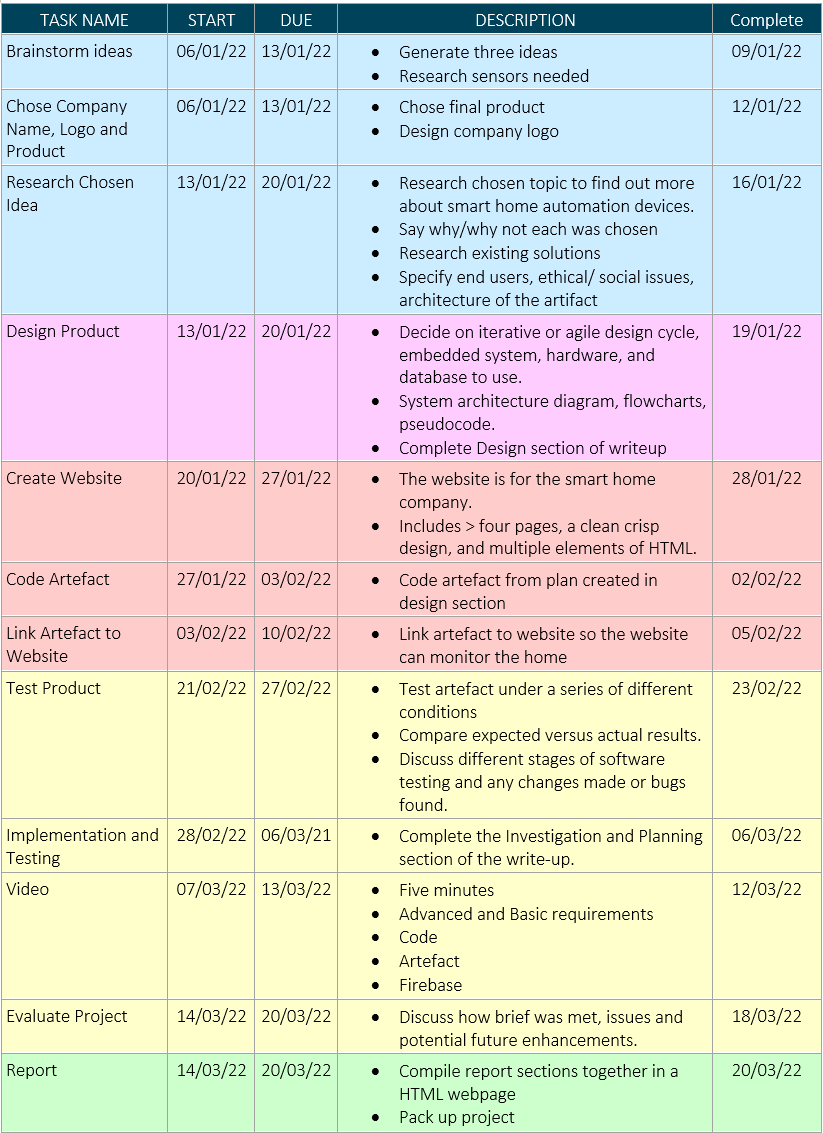 TASK NAME START DUE DESCRIPTION Complete
Brainstorm ideas 06/01/22 13/01/22 • Generate three ideas 09/01/22
• Research sensors needed
Chose Company 06/01/22 13/01/22 • Chose final product 12/01/22
Name, Logo and • Design company logo
Product
Research Chosen 13/01/22 20/01/22 • Research chosen topic to find out more 16/01/22
Idea about smart home automation devices.
• Say why/why not each was chosen
• Research existing solutions
• Specify end users, ethical/ social issues,
architecture of the artifact
Design Product 13/01/22 20/01/22 • Decide on iterative or agile design cycle, 19/01/22
embedded system, hardware, and
database to use.
• System architecture diagram, flowcharts,
pseudocode.
• Complete Design section of writeup
Create Website 20/01/22 27/01/22 • The website is for the smart home 28/01/22
company.
• Includes > four pages, a clean crisp
design, and multiple elements of HTML.
Code Artefact 27/01/22 03/02/22 • Code artefact from plan created in 02/02/22
design section
Link Artefact to 03/02/22 10/02/22 • Link artefact to website so the website 05/02/22
Website can monitor the home
Test Product 21/02/22 27/02/22 • Test artefact under a series of different 23/02/22
conditions
• Compare expected versus actual results.
• Discuss different stages of software
testing and any changes made or bugs
found.
Implementation and 28/02/22 06/03/21 • Complete the Investigation and Planning 06/03/22
Testing section of the write-up.
Video 07/03/22 13/03/22 • Five minutes 12/03/22
• Advanced and Basic requirements
• Code
• Artefact
• Firebase
Evaluate Project 14/03/22 20/03/22 • Discuss how brief was met, issues and 18/03/22
potential future enhancements.
Report 14/03/22 20/03/22 • Compile report sections together in a 20/03/22
HTML webpage
• Pack up project